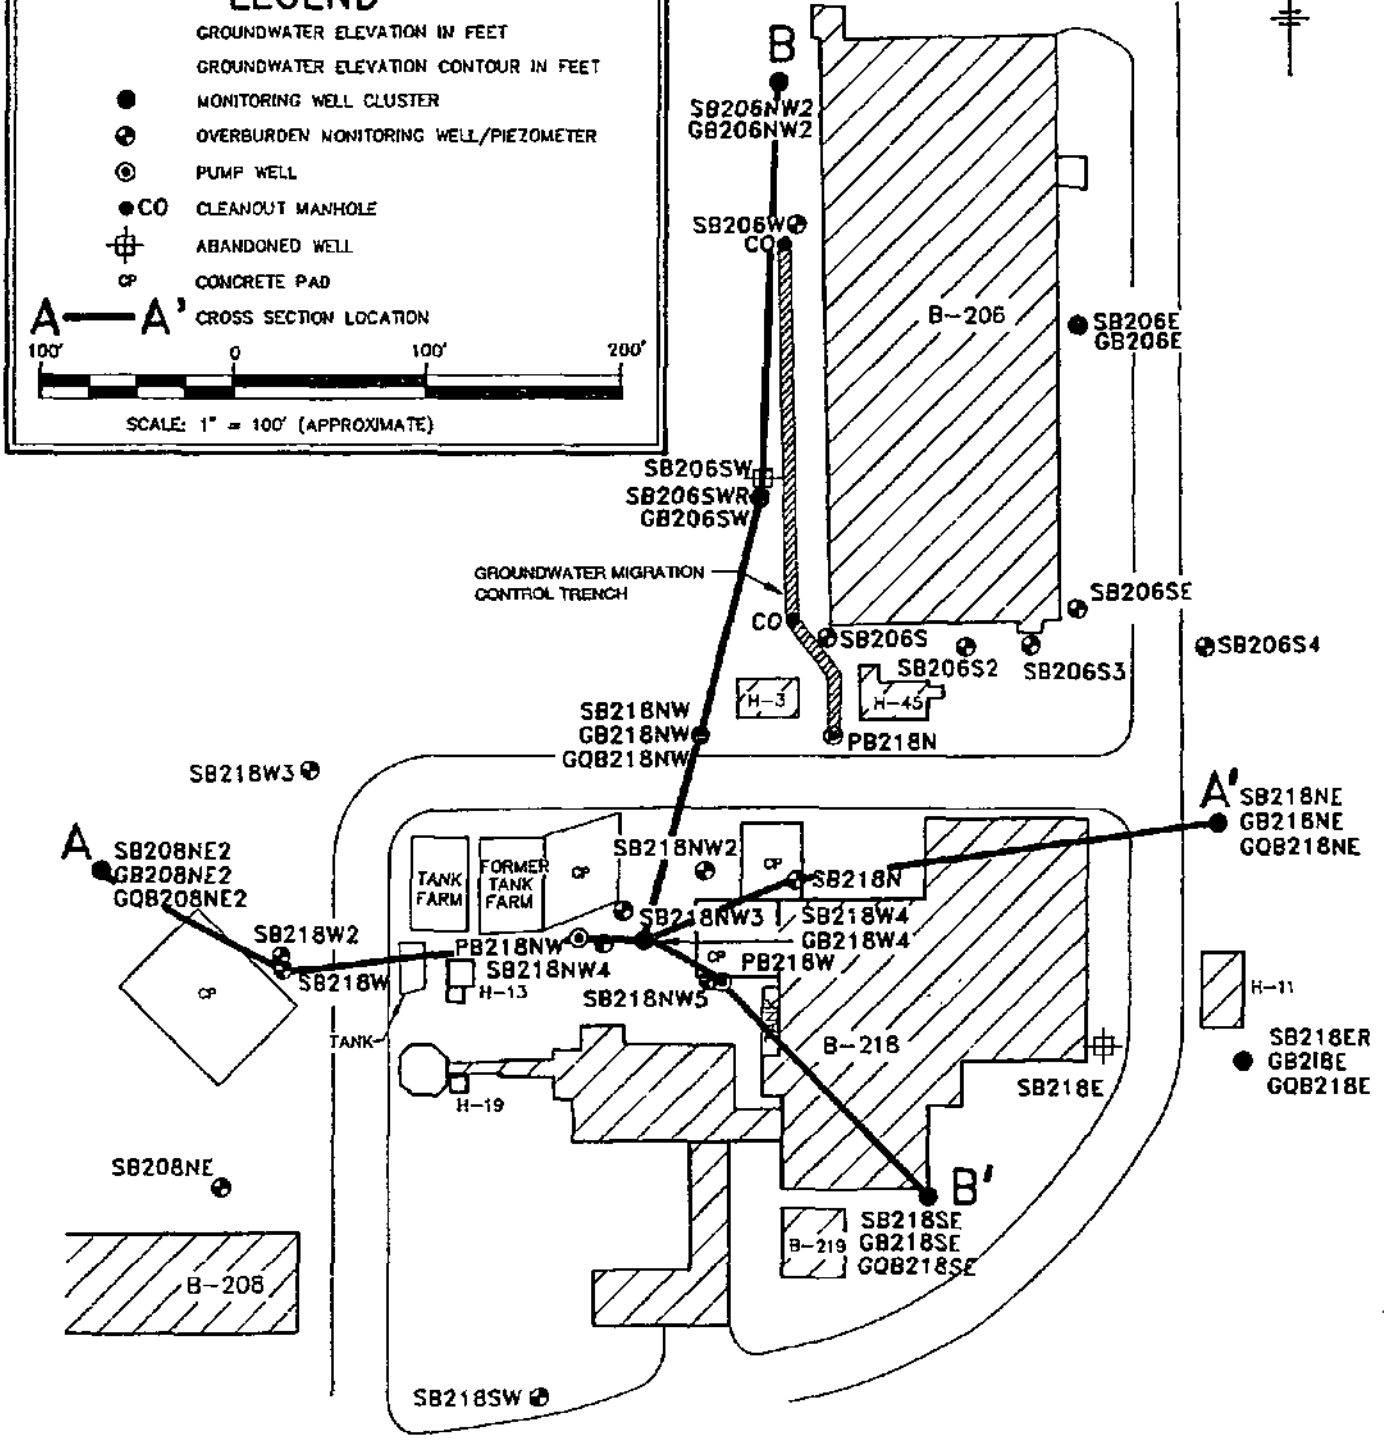 LEGEND
GROUNDWATER ELEVATION IN FEET
GROUNDWATER ELEVATION CONTOUR IN FEET
MONITORING WELL CLUSTER
OVERBURDEN MONITORING WELL/PIEZOMETER
PUMP WELL
CO CLEANOUT MANHOLE
ABANDONED WELL
CP CONCRETE PAD
A A' CROSS SECTION LOCATION
100' 0 100' 200'
SCALE: 1" = 100' (APPROXIMATE)
B
SB206NW2
GB206NW2
SB206W
CO
B-206
SB206E
GB206E
SB206SW
SB206SWR
GB206SW
GROUNDWATER MIGRATION
CONTROL TRENCH
CO
SB206SE
SB206S
SB206S2
SB206S3
SB206S4
H-3
H-45
SB218NW
GB218NW
GQB218NW
PB218N
SB218W3
A'
SB218NE
GB218NE
GQB218NE
A
SB208NE2
GB208NE2
GQB208NE2
TANK
FARM
FORMER
TANK
FARM
CP
SB218NW2
CP
SB218N
SB218NW3
SB218W4
GB218W4
SB218W2
SB218W
PB218NW
SB218NW4
CP
PB218W
SB218NW5
CP
H-13
TANK
TANK
B-218
H-11
SB218E
SB218ER
GB218E
GQB218E
H-19
SB208NE
B'
SB218SE
GB218SE
GQB218SE
B-219
B-208
SB218SW